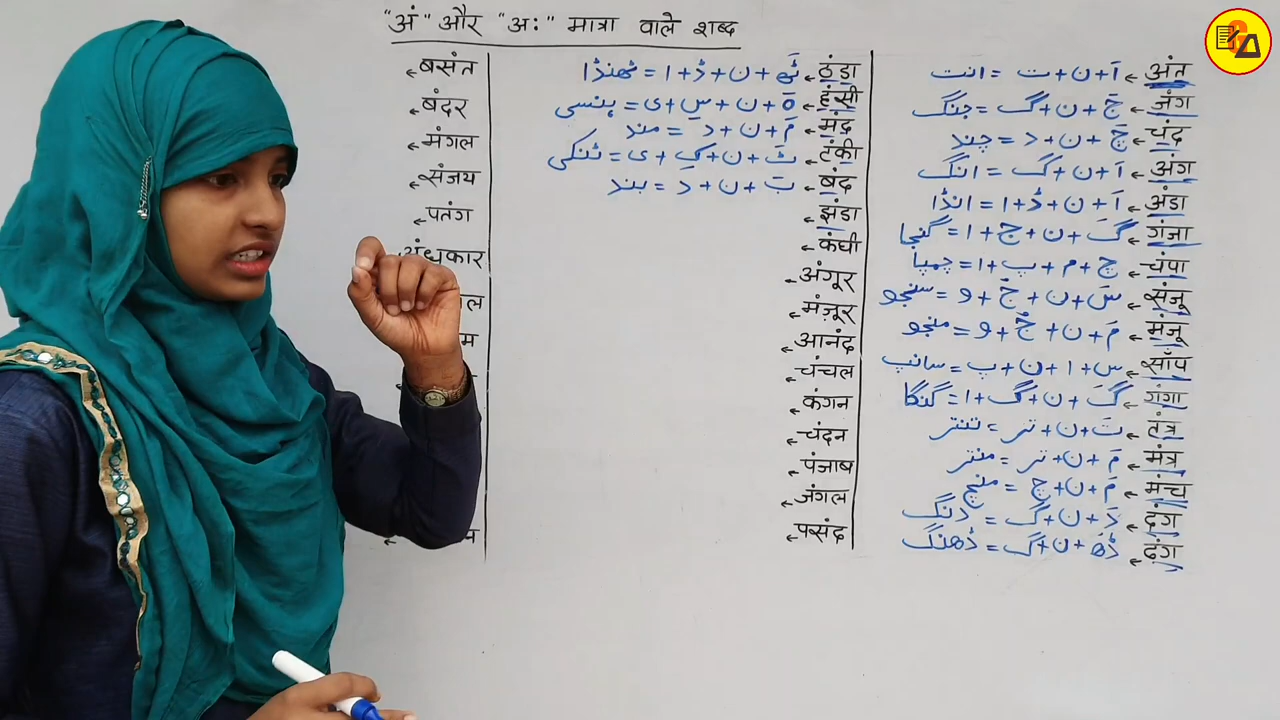 "अं" और "अः" मात्रा वाले शब्द
अंत ← اَ + ن + ت = انت
जंग ← جَ + ن + گ = جنگ
चंद ← چَ + ن + د = چند
अंग ← اَ + ن + گ = انگ
अंडा ← اَ + ن + ڈ + ا = انڈا
गंजा ← گَ + ن + ج + ا = گنجا
चंपा ← چَ + م + پ + ا = چمپا
संजू ← سَ + ن + جُ + و = سنجو
मंजू ← مَ + ن + جُ + و = منجو
साँप ← س + ا + ن + پ = سانپ
गंगा ← گَ + ن + گ + ا = گنگا
तंत्र ← تَ + ن + تر = تنتر
मंत्र ← مَ + ن + تر = منتر
मंच ← مَ + ن + چ = منچ
दंग ← دَ + ن + گ = دنگ
ढंग ← ڈھَ + ن + گ = ڈھنگ
ठंडा ← ٹھَ + ن + ڈ + ا = ٹھنڈا
हंसी ← ہَ + ن + سِ + ی = ہنسی
मंद ← مَ + ن + د = مند
टंकी ← ٹَ + ن + کِ + ی = ٹنکی
बंद ← بَ + ن + د = بند
झंडा ←
कंघी ←
अंगूर ←
मंज़ूर ←
आनंद ←
चंचल ←
कंगन ←
चंदन ←
पंजाब ←
जंगल ←
पसंद ←
बसंत ←
बंदर ←
मंगल ←
संजय ←
पतंग ←
अंधकार